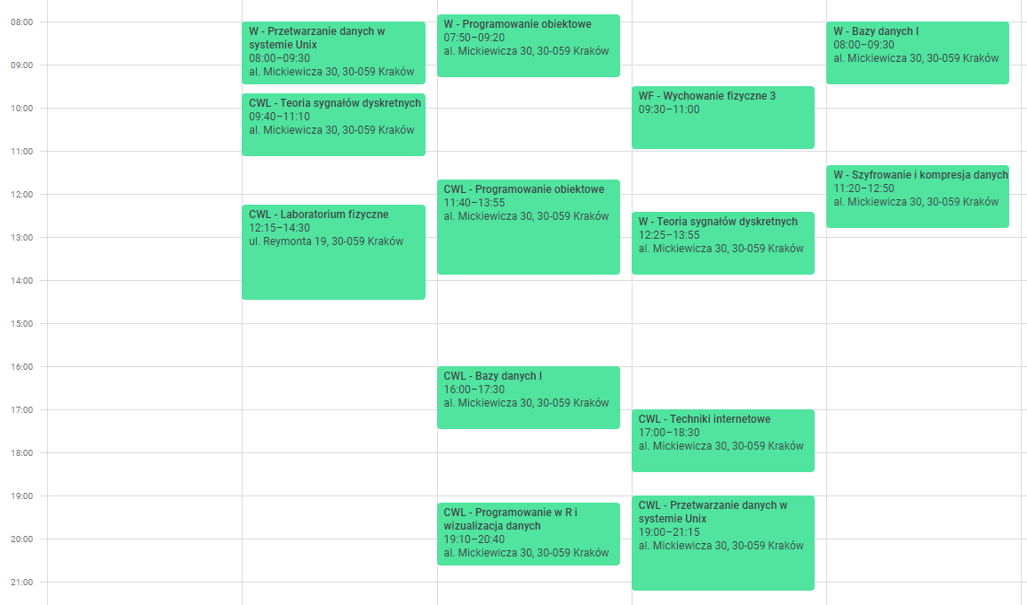 08:00
09:00
10:00
11:00
12:00
13:00
14:00
15:00
16:00
17:00
18:00
19:00
20:00
21:00
W - Przetwarzanie danych w
systemie Unix
08:00–09:30
al. Mickiewicza 30, 30-059 Kraków
CWL - Teoria sygnałów dyskretnych
09:40–11:10
al. Mickiewicza 30, 30-059 Kraków
CWL - Laboratorium fizyczne
12:15–14:30
ul. Reymonta 19, 30-059 Kraków
W - Programowanie obiektowe
07:50–09:20
al. Mickiewicza 30, 30-059 Kraków
CWL - Programowanie obiektowe
11:40–13:55
al. Mickiewicza 30, 30-059 Kraków
CWL - Bazy danych I
16:00–17:30
al. Mickiewicza 30, 30-059 Kraków
CWL - Programowanie w R i
wizualizacja danych
19:10–20:40
al. Mickiewicza 30, 30-059 Kraków
WF - Wychowanie fizyczne 3
09:30–11:00
W - Teoria sygnałów dyskretnych
12:25–13:55
al. Mickiewicza 30, 30-059 Kraków
CWL - Techniki internetowe
17:00–18:30
al. Mickiewicza 30, 30-059 Kraków
CWL - Przetwarzanie danych w
systemie Unix
19:00–21:15
al. Mickiewicza 30, 30-059 Kraków
W - Bazy danych I
08:00–09:30
al. Mickiewicza 30, 30-059 Kraków
W - Szyfrowanie i kompresja danych
11:20–12:50
al. Mickiewicza 30, 30-059 Kraków